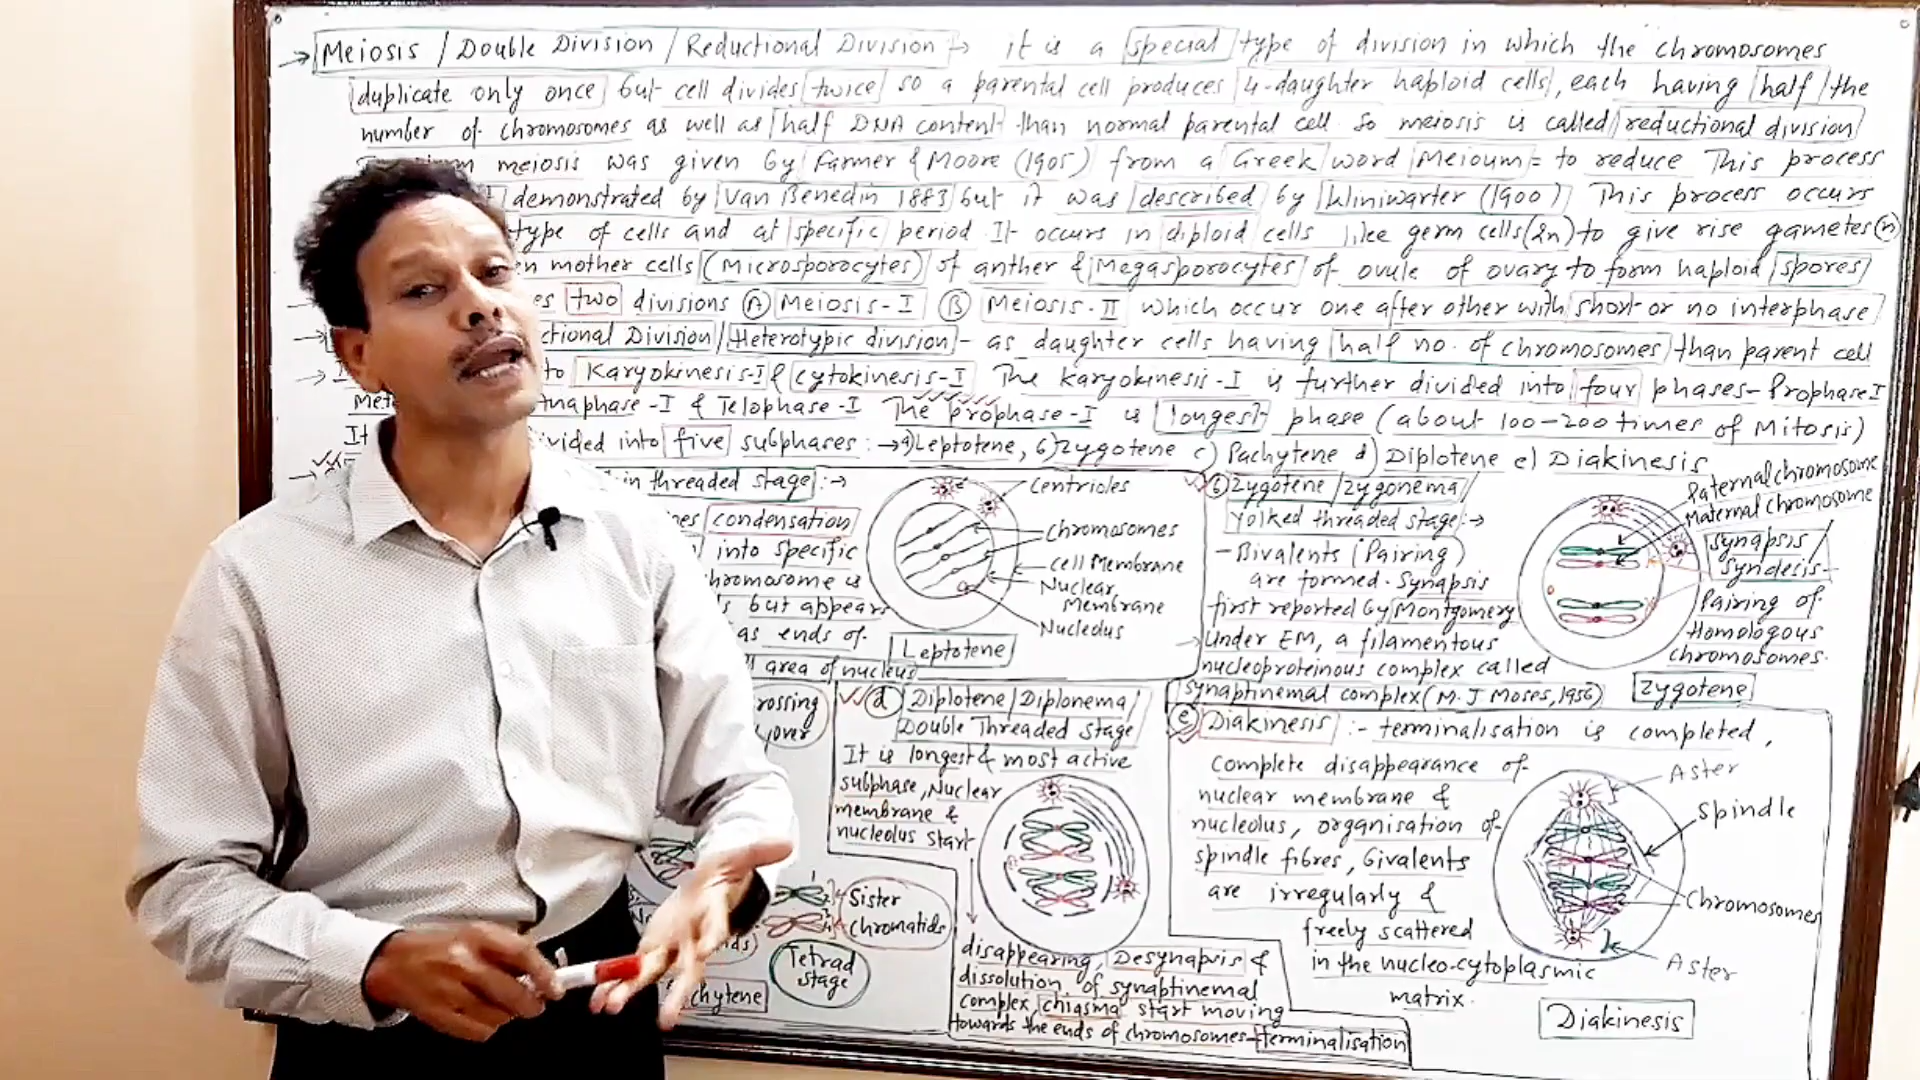 → Meiosis / Double Division / Reductional Division → it is a special type of division in which the chromosomes
duplicate only once but cell divides twice so a parental cell produces 4-daughter haploid cells, each having half the
number of chromosomes as well as half DNA content than normal parental cell. So meiosis is called reductional division
meiosis was given by Farmer & Moore (1905) from a Greek word Meioum = to reduce This process
demonstrated by Van Benedin 1883 but it was described by Winiwarter (1900) This process occurs
type of cells and at specific period. It occurs in diploid cells like germ cells (2n) to give rise gametes (n)
mother cells (Microsporocytes) of anther & Megasporocytes of ovule of ovary to form haploid spores
two divisions (A) Meiosis-I (B) Meiosis-II which occur one after other with short or no interphase
Division / Heterotypic division - as daughter cells having half no. of chromosomes than parent cell
→ to Karyokinesis-I & Cytokinesis-I The Karyokinesis-I is further divided into four phases - Prophase I
Anaphase-I & Telophase-I The prophase-I is longest phase (about 100-200 times of Mitosis)
It into five subphases :→ a) Leptotene, b) Zygotene c) Pachytene d) Diplotene e) Diakinesis
threaded stage :→
condensation
into specific
is
but appears
as ends of
area of nucleus
Centrioles
Chromosomes
Cell Membrane
Nuclear
Membrane
Nucleolus
Leptotene
(b) Zygotene / Zygonema /
Yolked threaded stage :→
- Bivalents (Pairing)
are formed. Synapsis
first reported by Montgomery
Under EM, a filamentous
nucleoproteinous complex called
Synaptinemal complex (M.J Moses, 1956)
Paternal chromosome
Maternal chromosome
Synapsis /
Syndesis -
Pairing of
Homologous
chromosomes.
Zygotene
Sister
Chromatids
Tetrad
stage
(d) Diplotene / Diplonema /
Double Threaded Stage
It is longest & most active
subphase, Nuclear
membrane &
nucleolus start
disappearing, Desynapsis &
dissolution of synaptinemal
complex, chiasma start moving
towards the ends of chromosomes - terminalisation
(e) Diakinesis :- terminalisation is completed,
Complete disappearance of
nuclear membrane &
nucleolus, organisation of
spindle fibres, bivalents
are irregularly &
freely scattered
in the nucleo-cytoplasmic
matrix.
Aster
Spindle
Chromosomes
Aster
Diakinesis